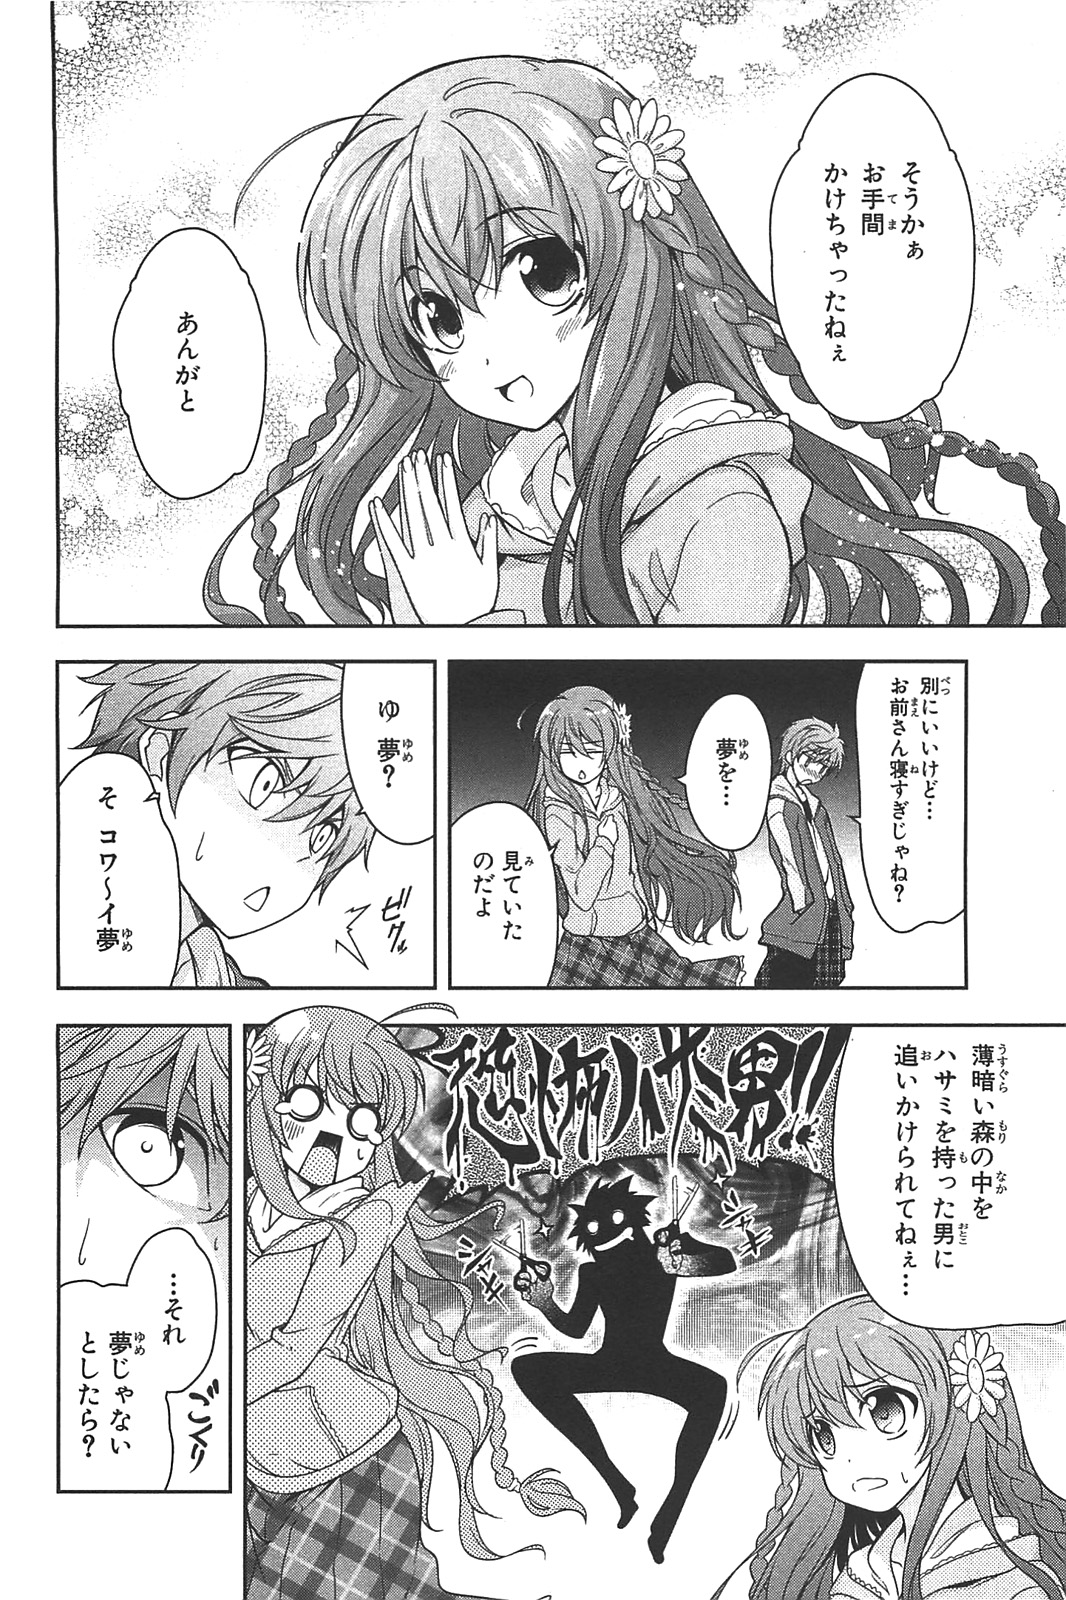 そうかぁ
お手間
かけちゃったねぇ
あんがと
別にいいけど…
お前さん寝すぎじゃね?
夢を…
見ていた
のだよ
ゆ
夢?
ビクッ
そ コワ～イ夢
薄暗い森の中を
ハサミを持った男に
追いかけられてねぇ…
恐怖ハサミ男!!
シャキ
ジャキ
…それ
夢じゃない
としたら?
ごくり